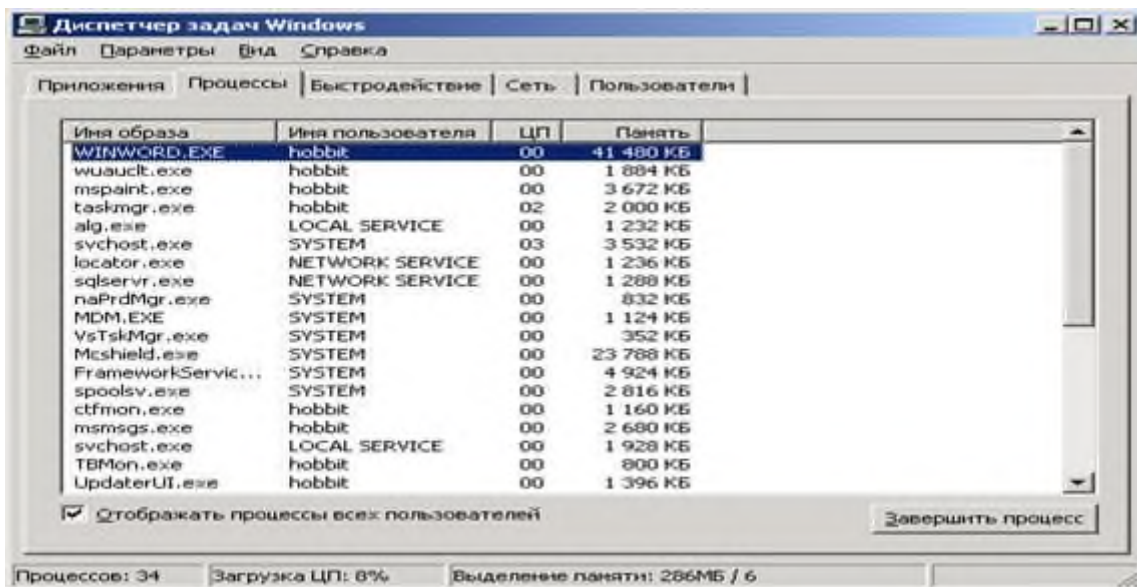 Диспетчер задач Windows
Файл Параметры Вид Справка
Приложения Процессы Быстродействие Сеть Пользователи
Имя образа Имя пользователя ЦП Память
WINWORD.EXE hobbit 00 41 480 КБ
wuauclt.exe hobbit 00 1 884 КБ
mspaint.exe hobbit 00 3 672 КБ
taskmgr.exe hobbit 02 2 000 КБ
alg.exe LOCAL SERVICE 00 1 232 КБ
svchost.exe SYSTEM 03 3 532 КБ
locator.exe NETWORK SERVICE 00 1 236 КБ
sqlservr.exe NETWORK SERVICE 00 1 288 КБ
naPrdMgr.exe SYSTEM 00 832 КБ
MDM.EXE SYSTEM 00 1 124 КБ
VsTskMgr.exe SYSTEM 00 352 КБ
Mcshield.exe SYSTEM 00 23 788 КБ
FrameworkServic... SYSTEM 00 4 924 КБ
spoolsv.exe SYSTEM 00 2 816 КБ
ctfmon.exe hobbit 00 1 160 КБ
msmsgs.exe hobbit 00 2 680 КБ
svchost.exe LOCAL SERVICE 00 1 928 КБ
TBMon.exe hobbit 00 800 КБ
UpdaterUI.exe hobbit 00 1 396 КБ
Отображать процессы всех пользователей
Завершить процесс
Процессов: 34 Загрузка ЦП: 8% Выделение памяти: 286МБ / 6